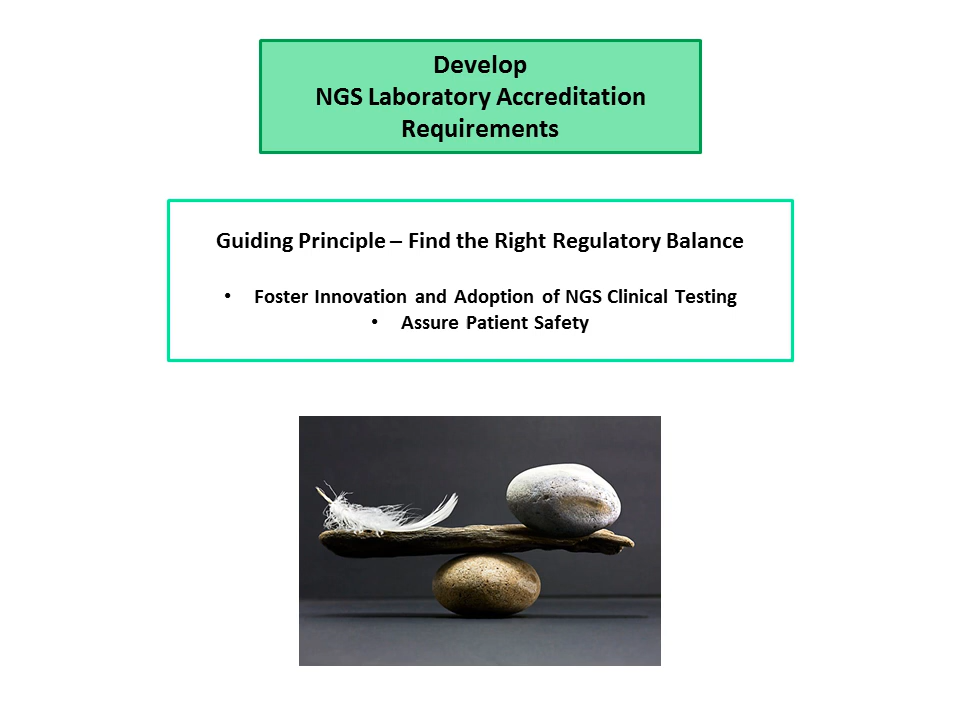 Develop
NGS Laboratory Accreditation
Requirements
Guiding Principle – Find the Right Regulatory Balance
• Foster Innovation and Adoption of NGS Clinical Testing
• Assure Patient Safety